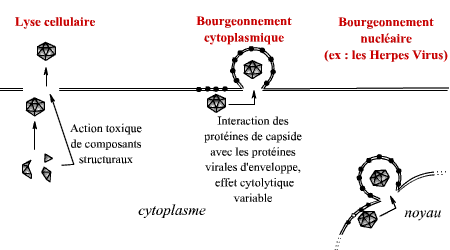 Lyse cellulaire
Bourgeonnement
cytoplasmique
Bourgeonnement
nucléaire
(ex : les Herpes Virus)
Action toxique
de composants
structuraux
Interaction des
protéines de capside
avec les protéines
virales d'enveloppe,
effet cytolytique
variable
cytoplasme
noyau